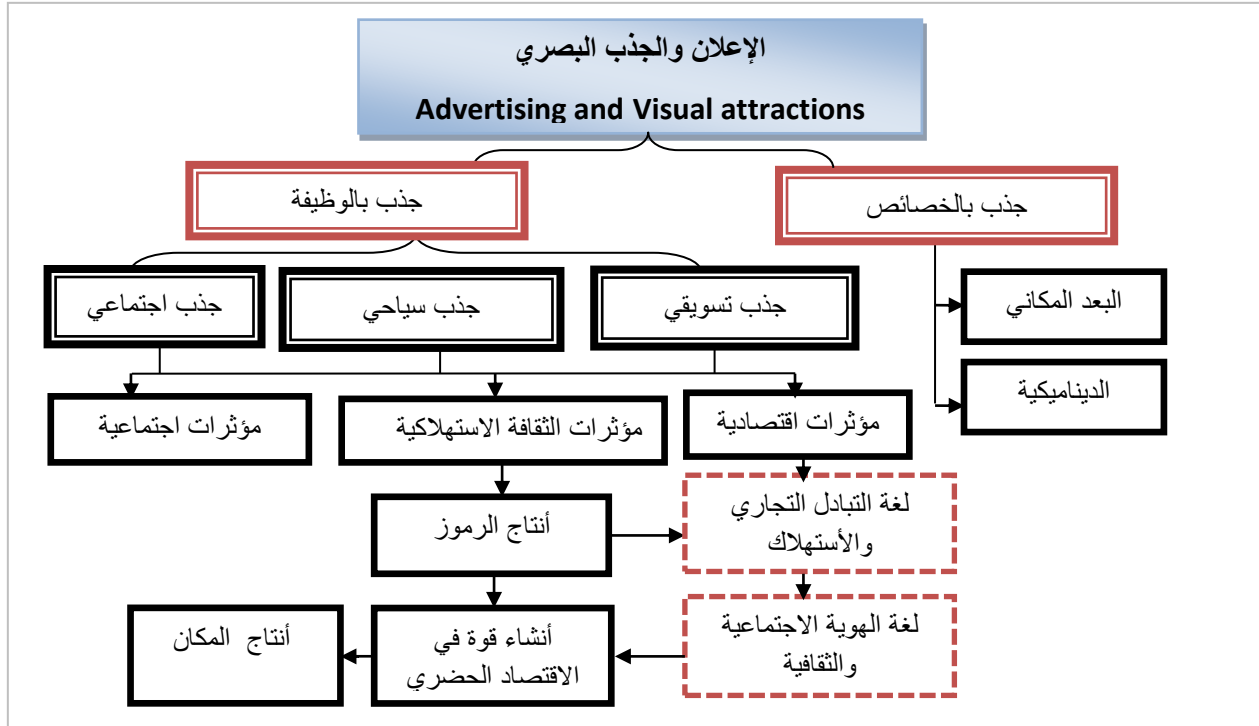 الإعلان والجذب البصري
Advertising and Visual attractions
جذب بالخصائص
جذب بالوظيفة
البعد المكاني
الديناميكية
جذب تسويقي
جذب سياحي
جذب اجتماعي
مؤثرات اقتصادية
مؤثرات الثقافة الاستهلاكية
مؤثرات اجتماعية
لغة التبادل التجاري
والأستهلاك
أنتاج الرموز
لغة الهوية الاجتماعية
والثقافية
أنشاء قوة في
الاقتصاد الحضري
أنتاج المكان